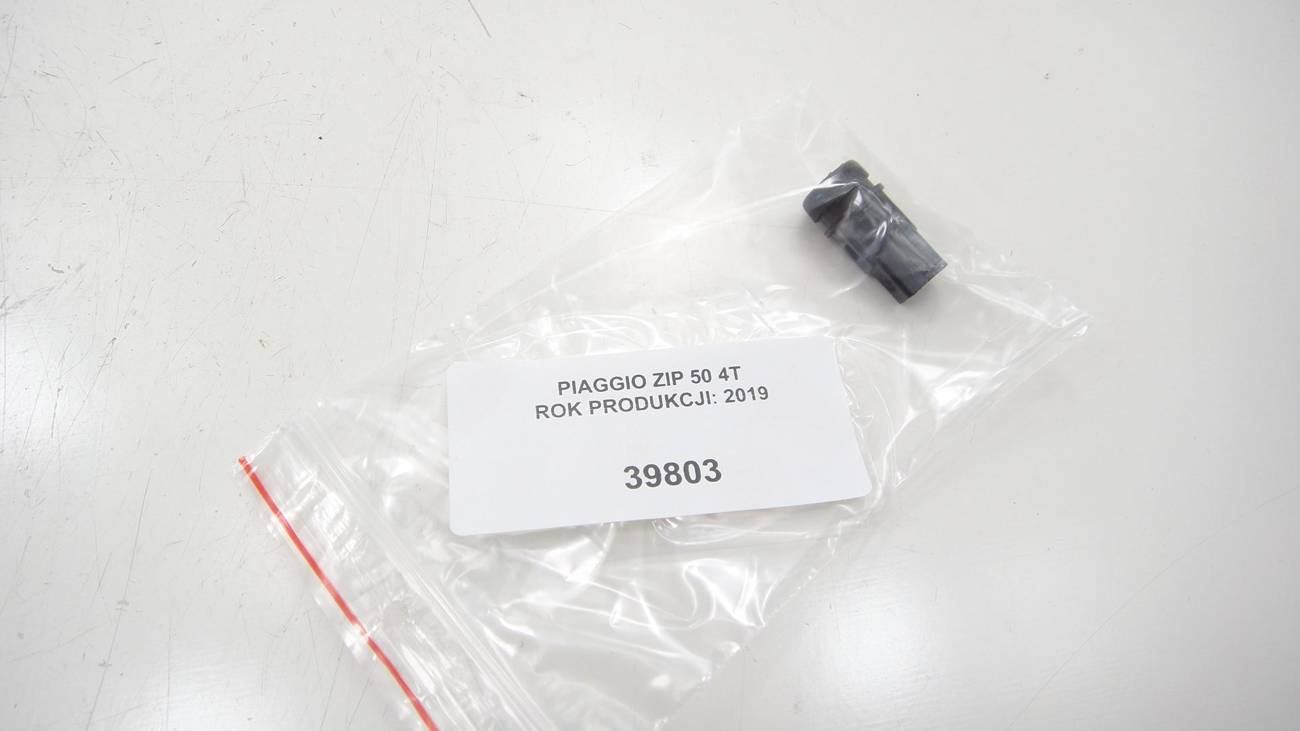 PIAGGIO ZIP 50 4T
ROK PRODUKCJI: 2019
39803